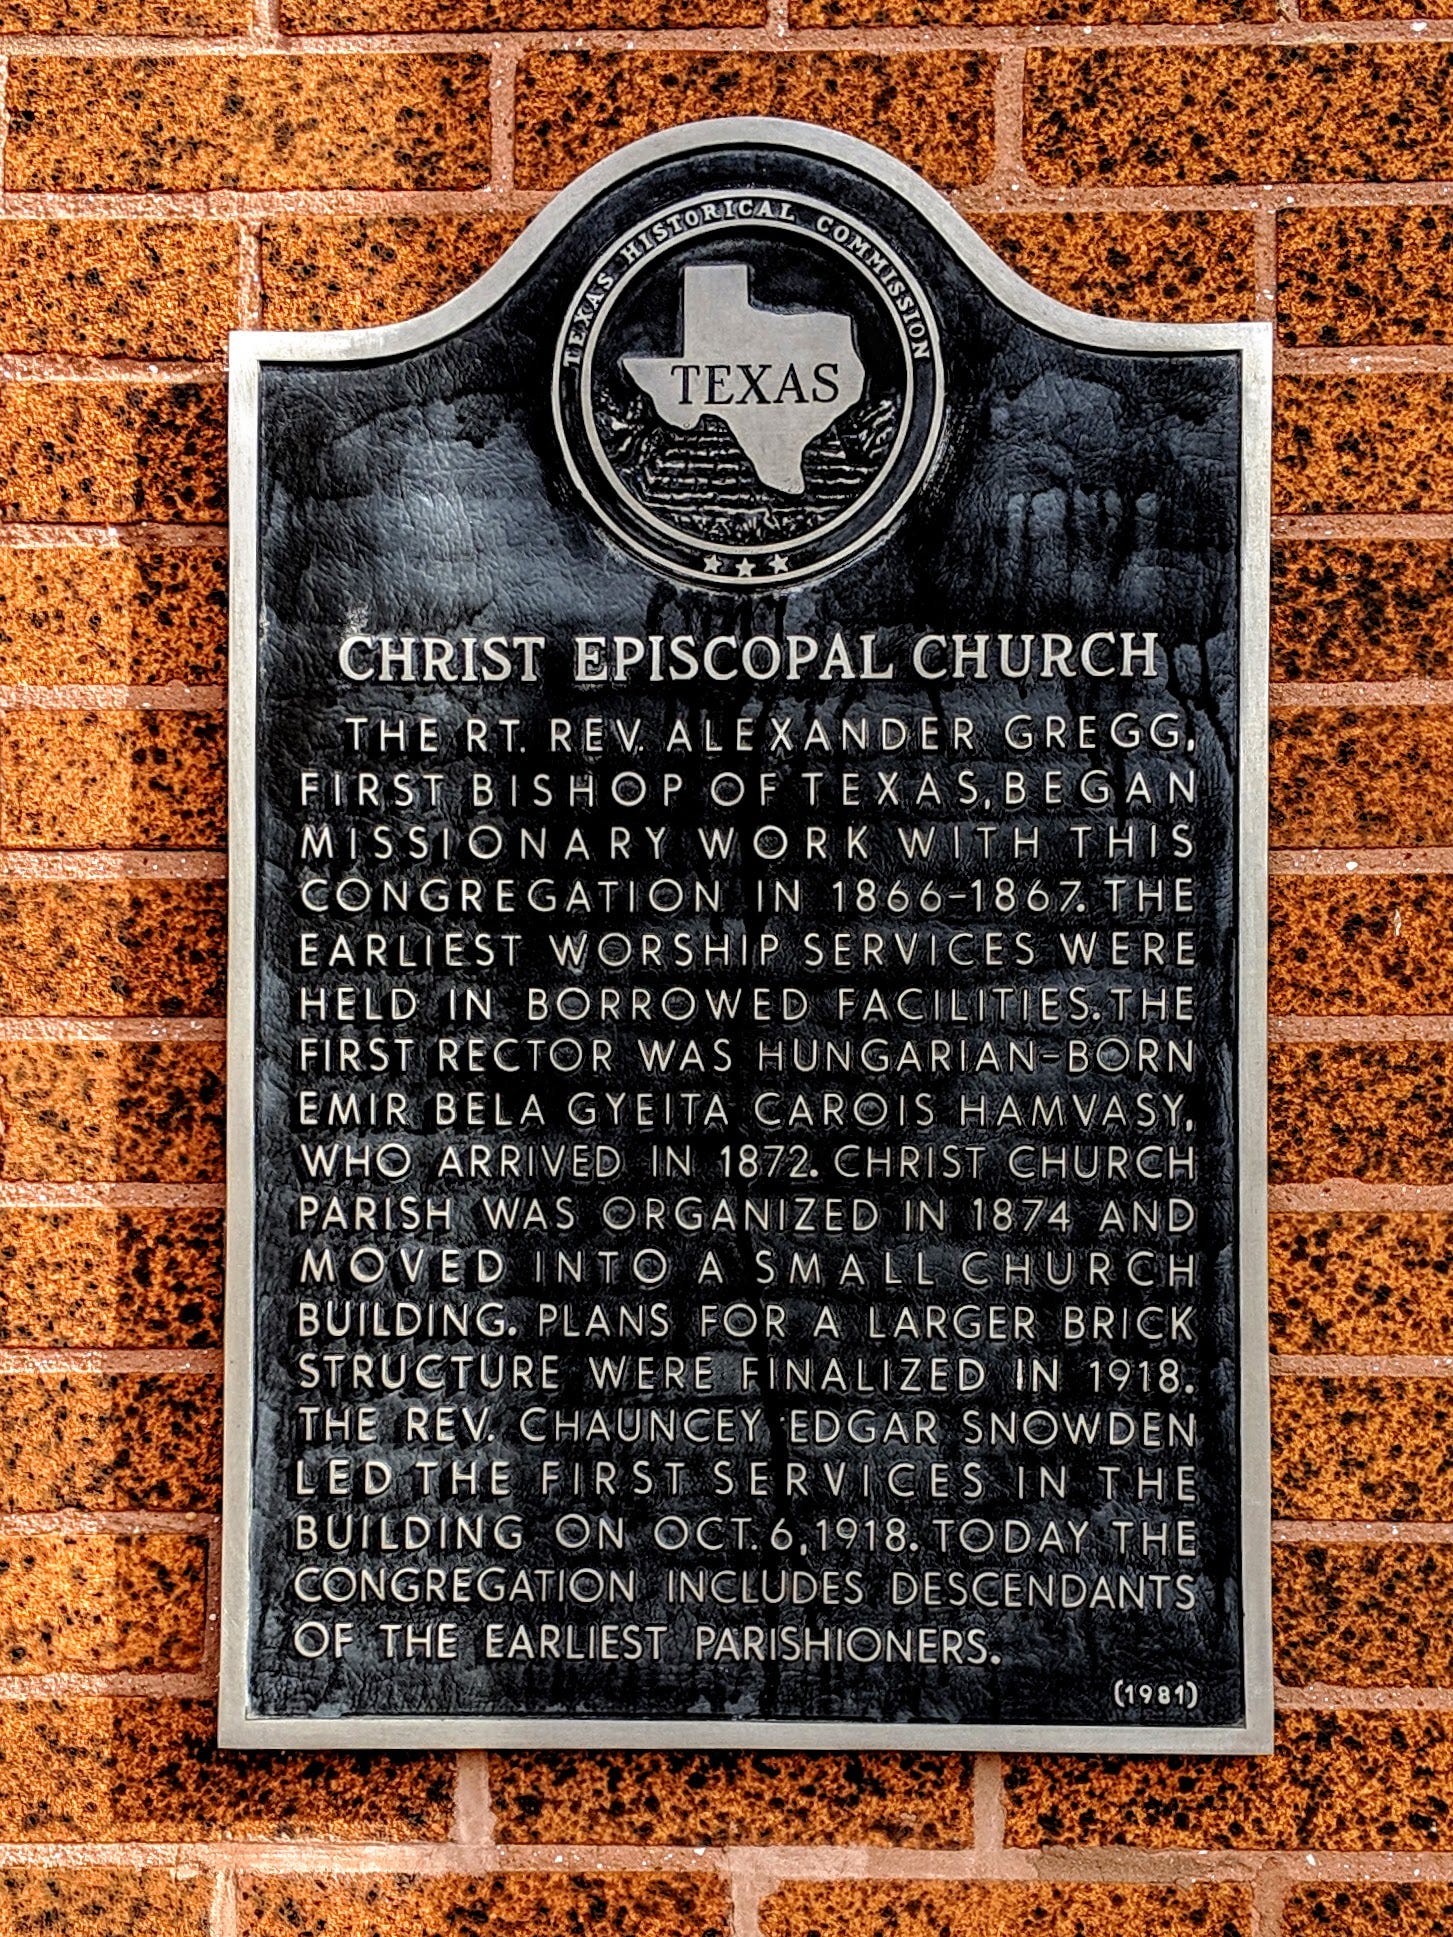 TEXAS HISTORICAL COMMISSION
TEXAS
CHRIST EPISCOPAL CHURCH
THE RT. REV. ALEXANDER GREGG,
FIRST BISHOP OF TEXAS, BEGAN
MISSIONARY WORK WITH THIS
CONGREGATION IN 1866-1867. THE
EARLIEST WORSHIP SERVICES WERE
HELD IN BORROWED FACILITIES. THE
FIRST RECTOR WAS HUNGARIAN-BORN
EMIR BELA GYEITA CAROIS HAMVASY,
WHO ARRIVED IN 1872. CHRIST CHURCH
PARISH WAS ORGANIZED IN 1874 AND
MOVED INTO A SMALL CHURCH
BUILDING. PLANS FOR A LARGER BRICK
STRUCTURE WERE FINALIZED IN 1918.
THE REV. CHAUNCEY EDGAR SNOWDEN
LED THE FIRST SERVICES IN THE
BUILDING ON OCT. 6, 1918. TODAY THE
CONGREGATION INCLUDES DESCENDANTS
OF THE EARLIEST PARISHIONERS.
(1981)